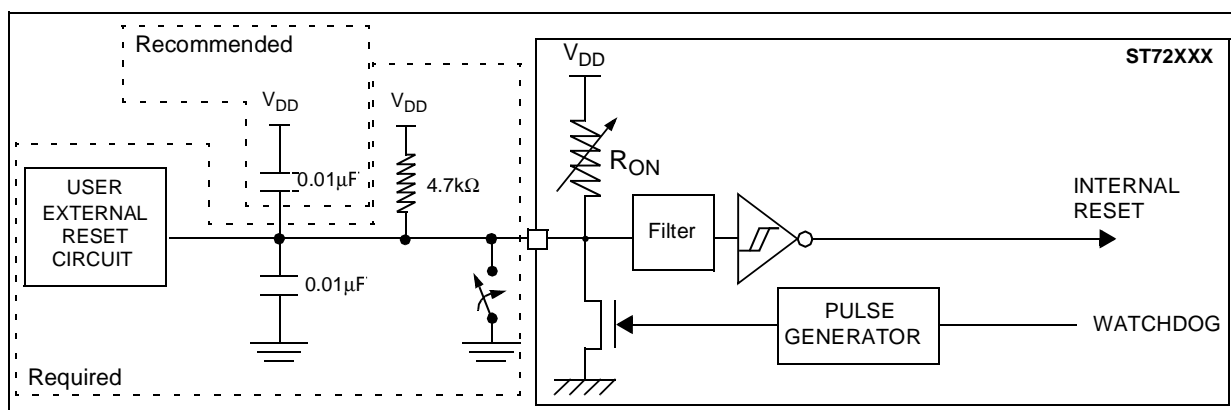 Recommended
VDD
0.01µF
VDD
4.7kΩ
USER
EXTERNAL
RESET
CIRCUIT
0.01µF
Required
ST72XXX
VDD
RON
Filter
INTERNAL
RESET
PULSE
GENERATOR
WATCHDOG